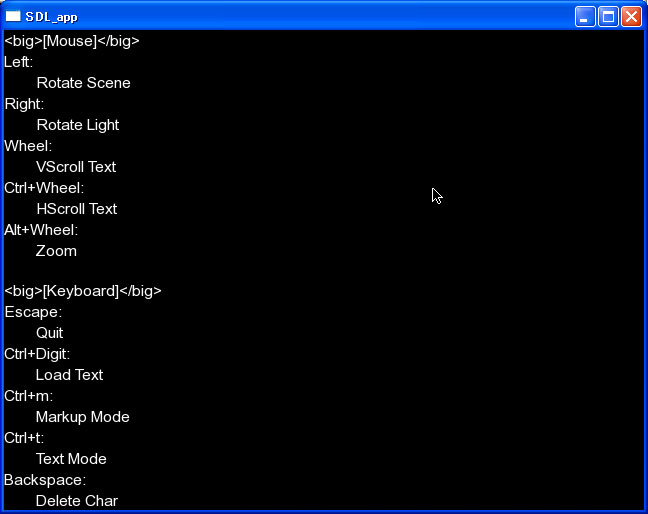 SDL_app
<big>[Mouse]</big>
Left:
Rotate Scene
Right:
Rotate Light
Wheel:
VScroll Text
Ctrl+Wheel:
HScroll Text
Alt+Wheel:
Zoom
<big>[Keyboard]</big>
Escape:
Quit
Ctrl+Digit:
Load Text
Ctrl+m:
Markup Mode
Ctrl+t:
Text Mode
Backspace:
Delete Char